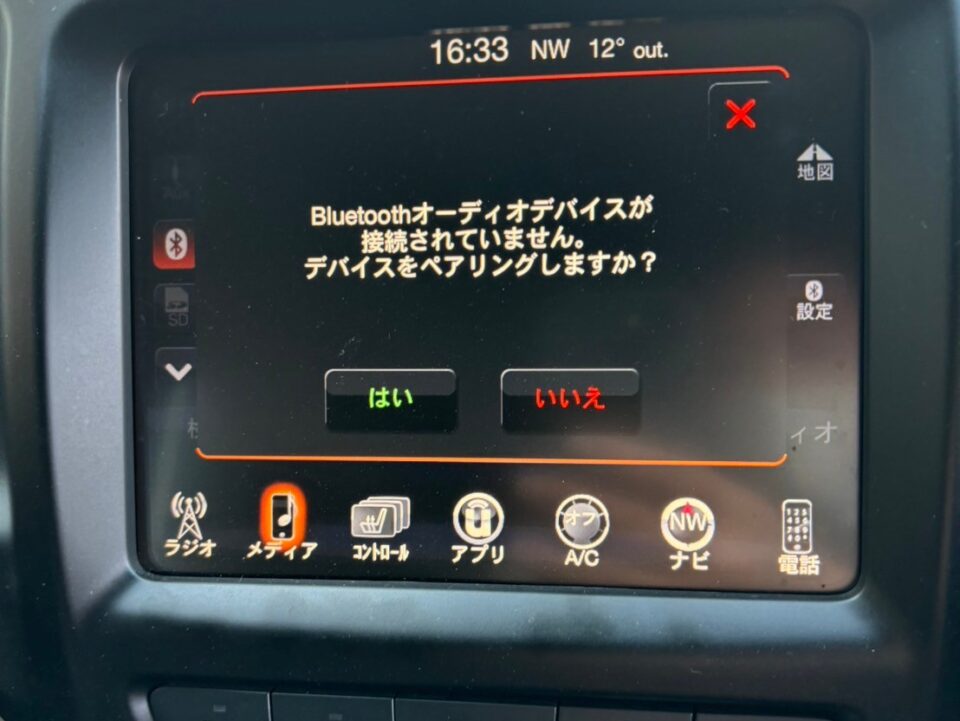 16:33 NW 12° out.
地図
Bluetoothオーディオデバイスが
接続されていません。
デバイスをペアリングしますか？
SD
設定
はい
いいえ
ィオ
オフ
NW
ラジオ
メディア
コントロール
アプリ
A/C
ナビ
電話